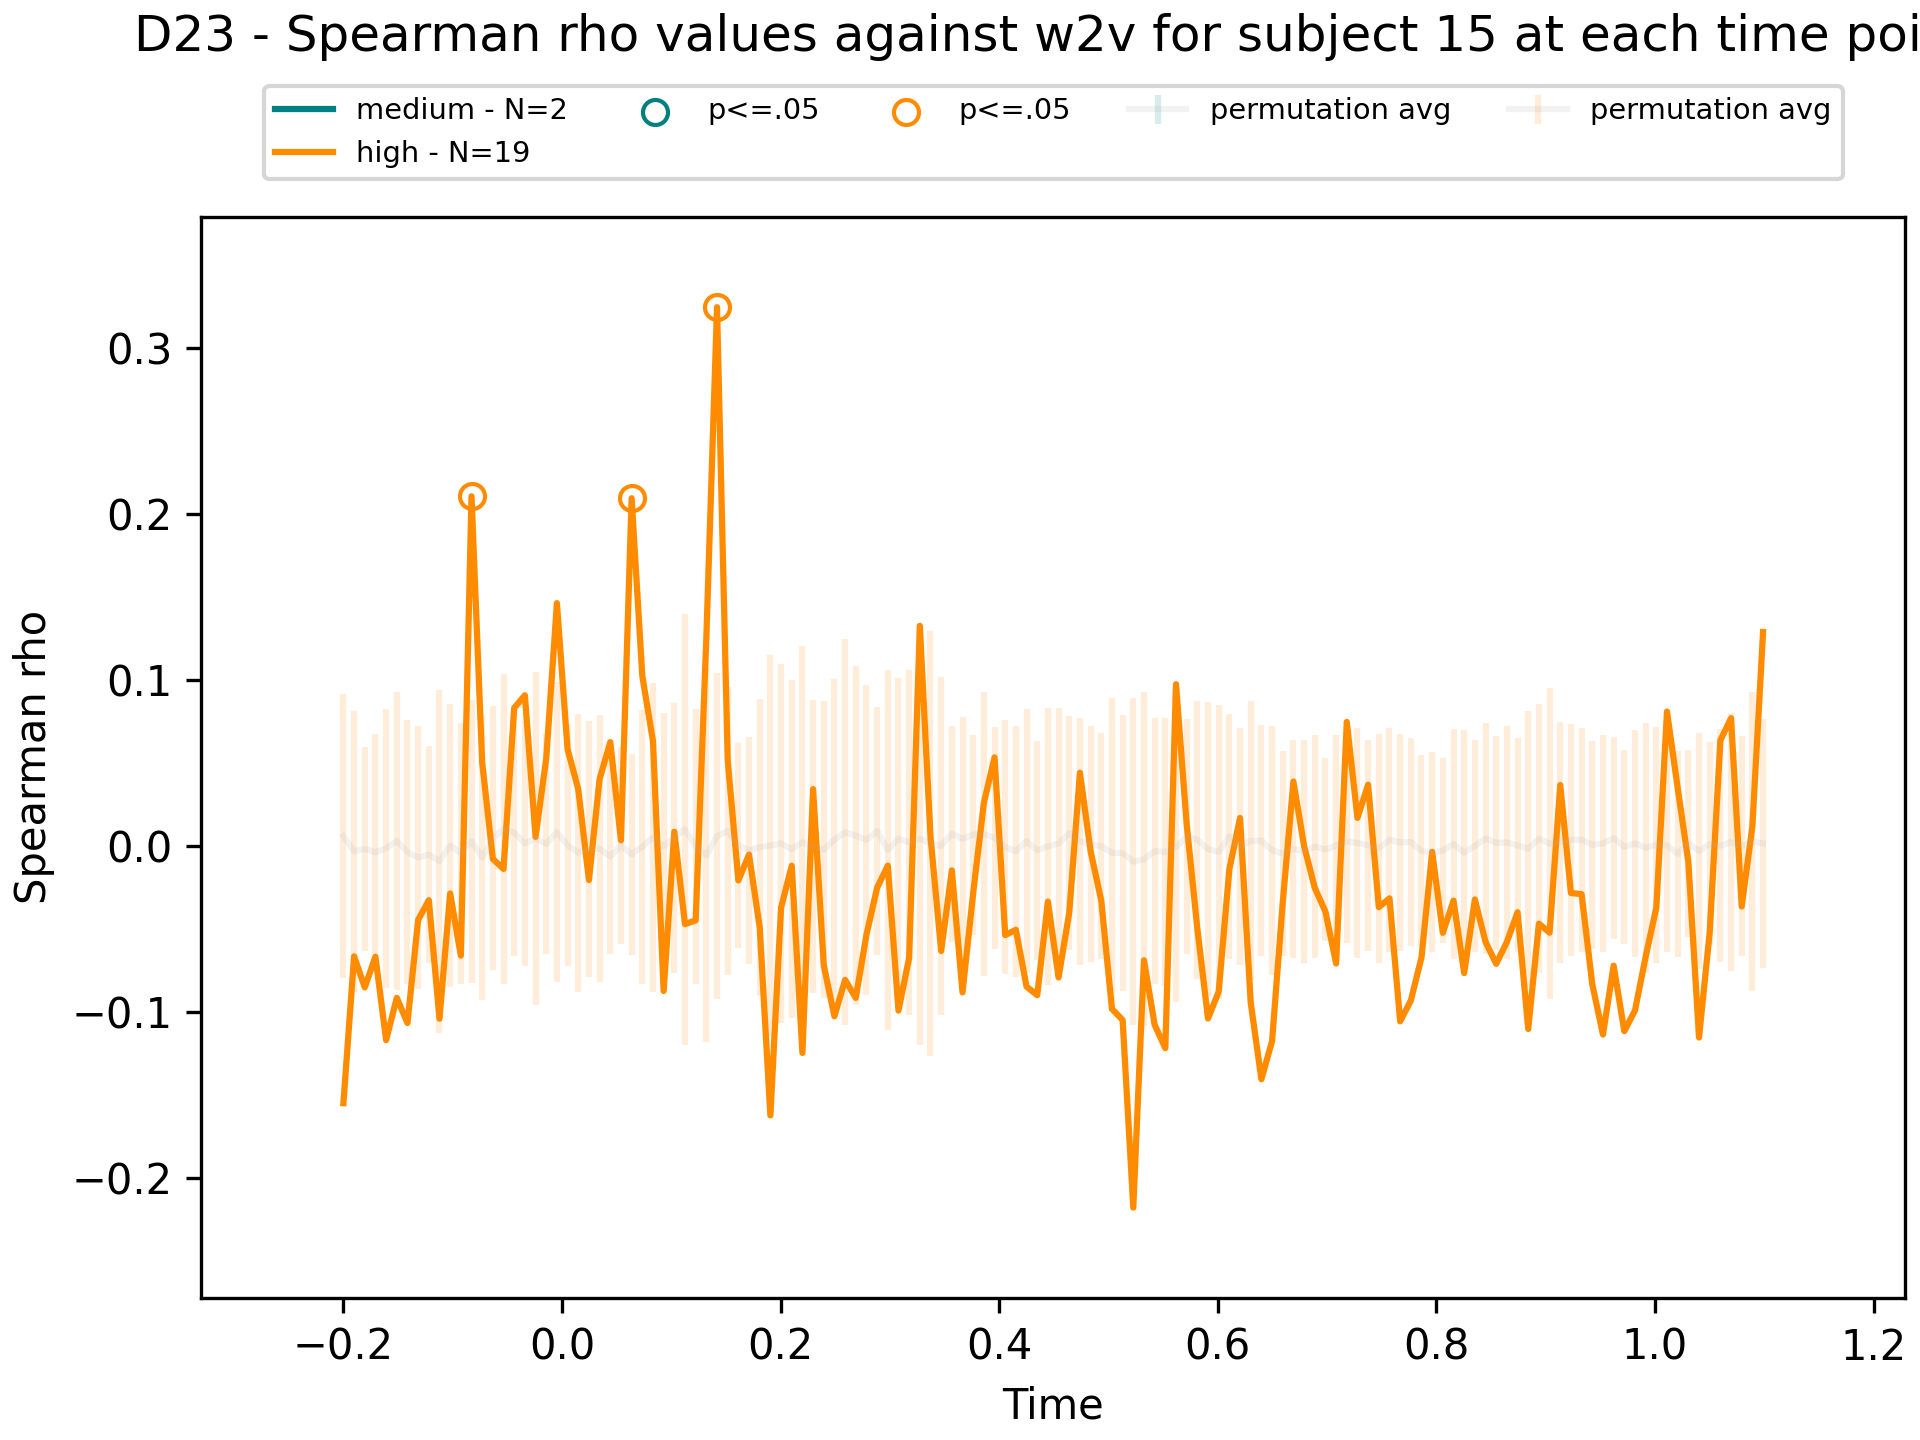 D23 - Spearman rho values against w2v for subject 15 at each time poi
medium - N=2
high - N=19
p<=.05
p<=.05
permutation avg
permutation avg
Spearman rho
0.3
0.2
0.1
0.0
−0.1
−0.2
−0.2
0.0
0.2
0.4
0.6
0.8
1.0
1.2
Time